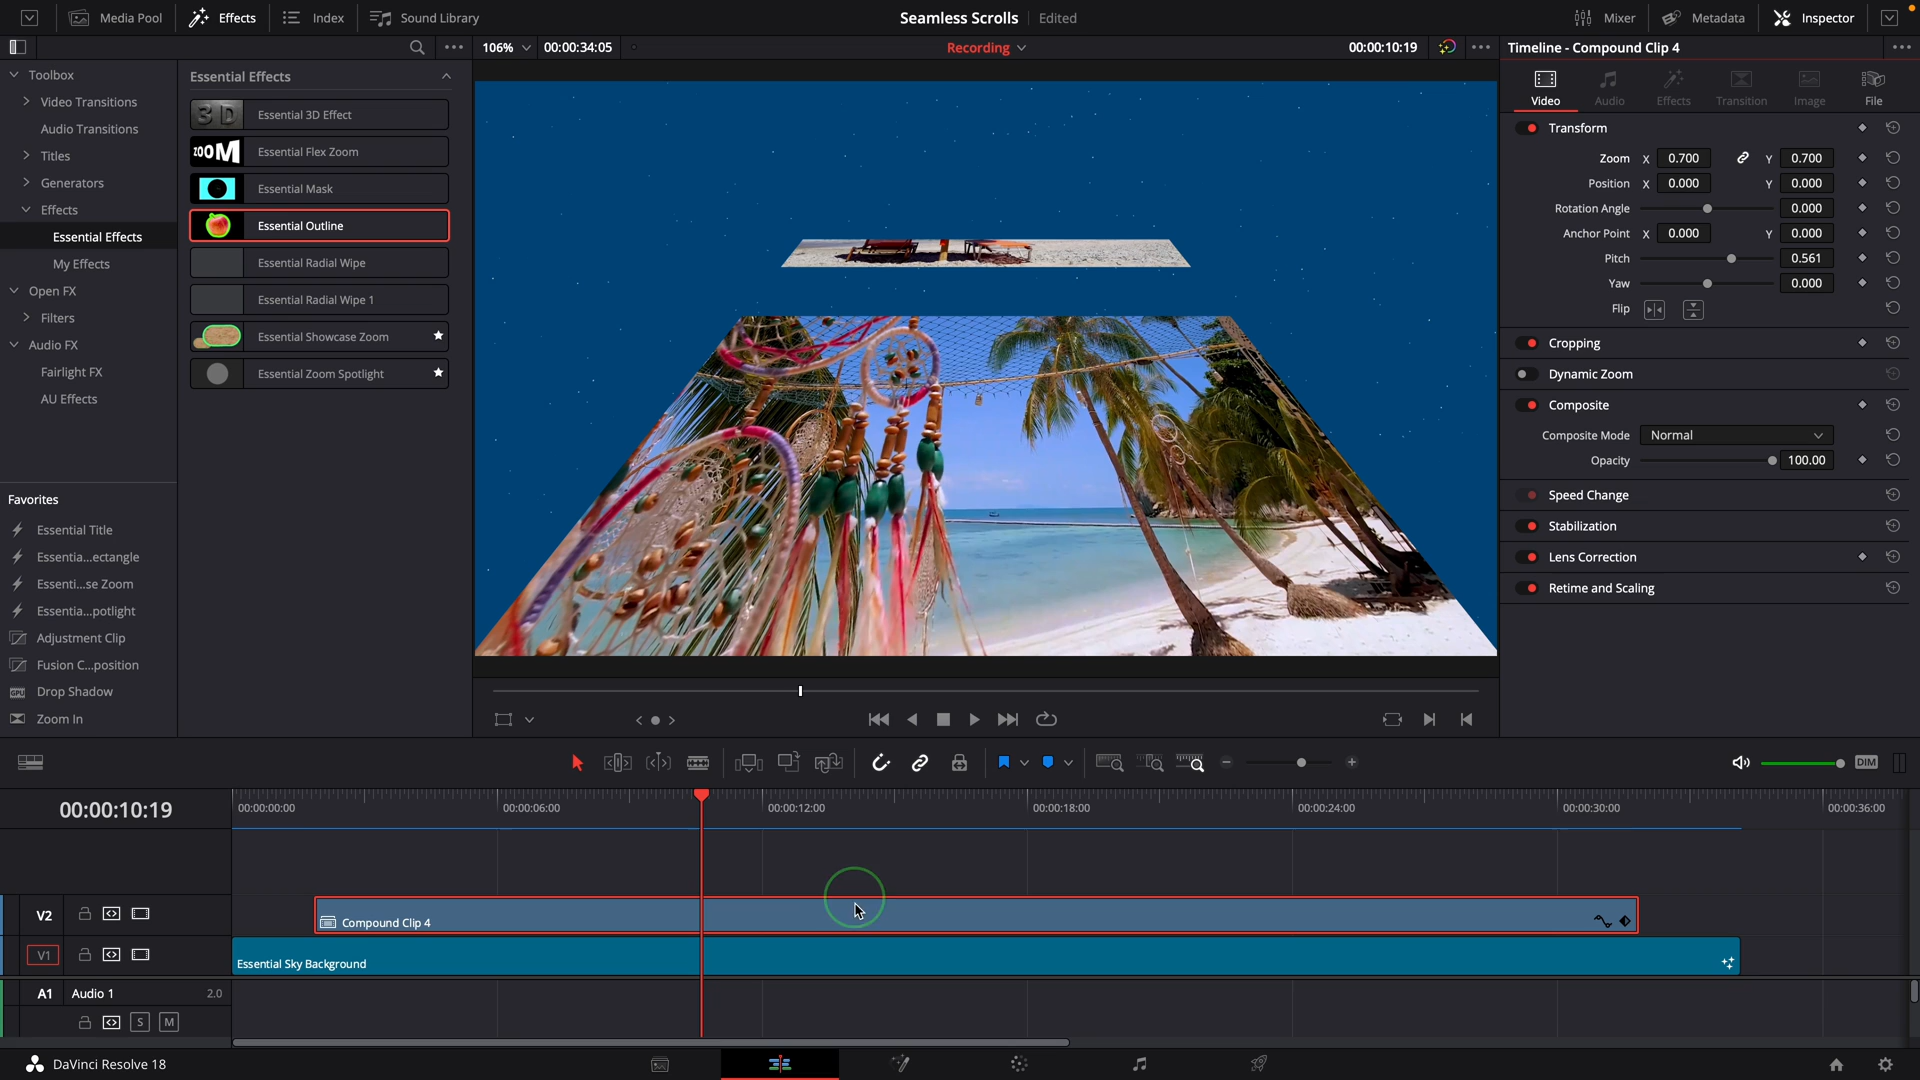 Media Pool
Effects
Index
Sound Library
Seamless Scrolls
Edited
Mixer
Metadata
Inspector
106%
00:00:34:05
Recording
00:00:10:19
Timeline - Compound Clip 4
Toolbox
Video Transitions
Audio Transitions
Titles
Generators
Effects
Essential Effects
My Effects
Open FX
Filters
Audio FX
Fairlight FX
AU Effects
Favorites
Essential Title
Essentia...ectangle
Essenti...se Zoom
Essentia...potlight
Adjustment Clip
Fusion C...position
Drop Shadow
Zoom In
Essential Effects
3D
Essential 3D Effect
ZOOM
Essential Flex Zoom
Essential Mask
Essential Outline
Essential Radial Wipe
Essential Radial Wipe 1
Essential Showcase Zoom
Essential Zoom Spotlight
Video
Audio
Effects
Transition
Image
File
Transform
Zoom X 0.700 Y 0.700
Position X 0.000 Y 0.000
Rotation Angle 0.000
Anchor Point X 0.000 Y 0.000
Pitch 0.561
Yaw 0.000
Flip
Cropping
Dynamic Zoom
Composite
Composite Mode Normal
Opacity 100.00
Speed Change
Stabilization
Lens Correction
Retime and Scaling
DIM
00:00:10:19
00:00:00:00
00:00:06:00
00:00:12:00
00:00:18:00
00:00:24:00
00:00:30:00
00:00:36:00
V2
Compound Clip 4
V1
Essential Sky Background
A1 Audio 1 2.0
S M
DaVinci Resolve 18